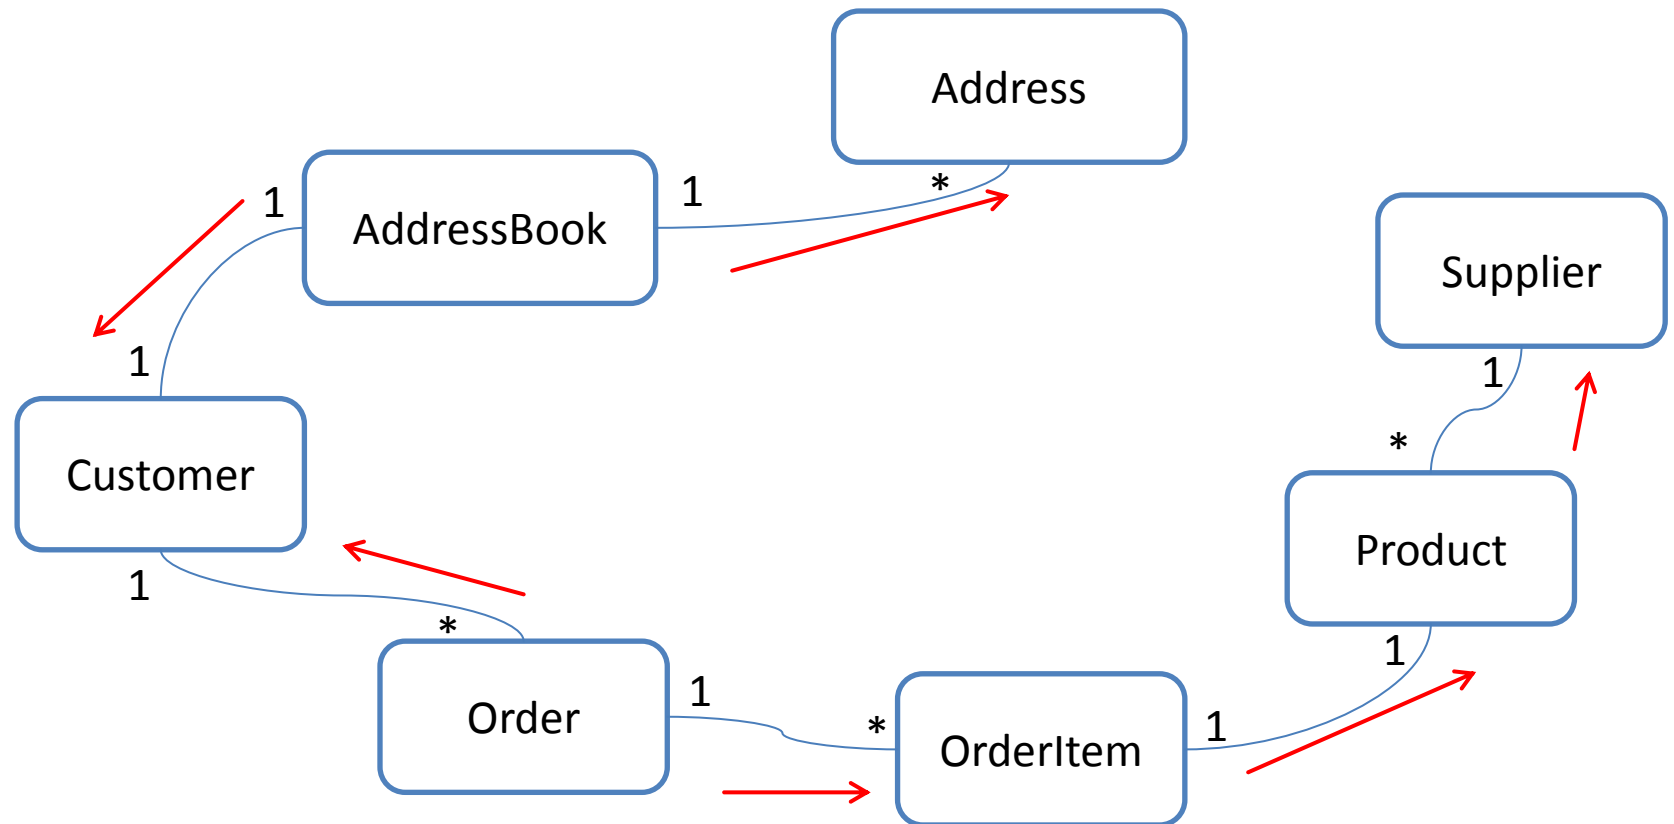 Address
1
1
*
AddressBook
Supplier
1
1
*
Customer
Product
1
*
1
1
Order
*
1
OrderItem